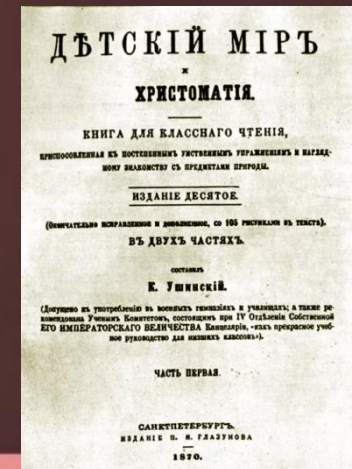 ДѢТСКІЙ МІРЪ
И
ХРИСТОМАТІЯ.
КНИГА ДЛЯ КЛАССНАГО ЧТЕНІЯ,
ПРИСПОСОБЛЕННАЯ КЪ ПОСТЕПЕННЫМЪ УМСТВЕННЫМЪ УПРАЖНЕНІЯМЪ И НАГЛЯД-
НОМУ ЗНАКОМСТВУ СЪ ПРЕДМЕТАМИ ПРИРОДЫ.
ИЗДАНІЕ ДЕСЯТОЕ.
(Окончательно исправленное и дополненное, со 105 рисунками въ текстѣ).
ВЪ ДВУХЪ ЧАСТЯХЪ.
СОСТАВИЛЪ
К. Ушинскій.
(Допущено къ употребленію въ военныхъ гимназіяхъ и училищахъ; а также ре-
комендована Ученымъ Комитетомъ, состоящимъ при IV Отдѣленіи Собственной
ЕГО ИМПЕРАТОРСКАГО ВЕЛИЧЕСТВА Канцеляріи, «какъ прекрасное учеб-
ное руководство для низшихъ классовъ»).
ЧАСТЬ ПЕРВАЯ.
САНКТПЕТЕРБУРГЪ.
ИЗДАНІЕ И. И. ГЛАЗУНОВА
1870.